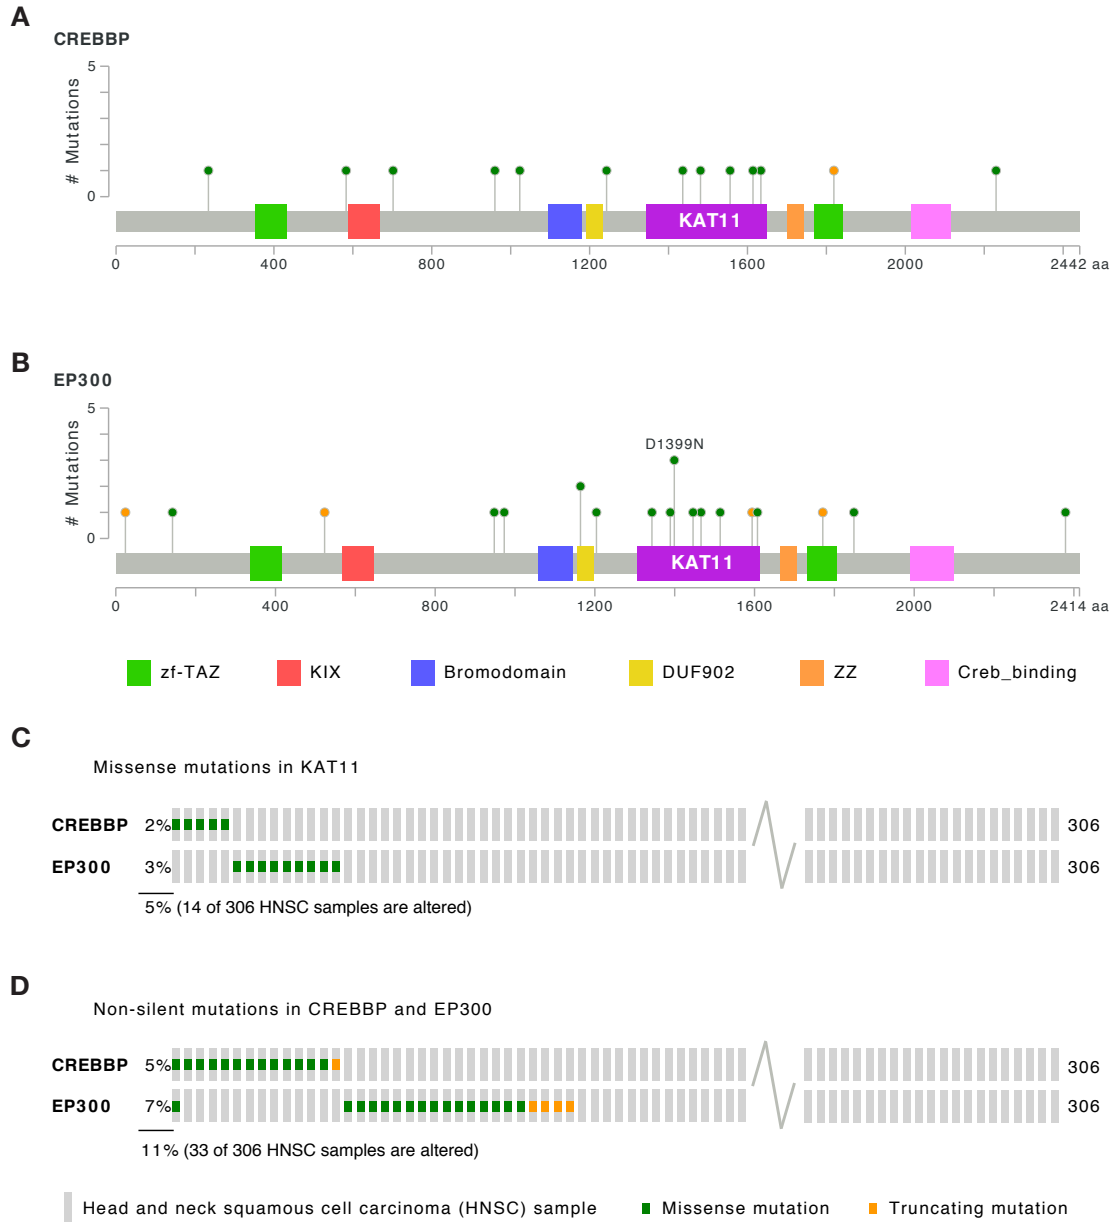 A
CREBBP
# Mutations
5
0
KAT11
0 400 800 1200 1600 2000 2442 aa
B
EP300
# Mutations
5
0
D1399N
KAT11
0 400 800 1200 1600 2000 2414 aa
zf-TAZ KIX Bromodomain DUF902 ZZ Creb_binding
C
Missense mutations in KAT11
CREBBP 2% 306
EP300 3% 306
5% (14 of 306 HNSC samples are altered)
D
Non-silent mutations in CREBBP and EP300
CREBBP 5% 306
EP300 7% 306
11% (33 of 306 HNSC samples are altered)
Head and neck squamous cell carcinoma (HNSC) sample Missense mutation Truncating mutation